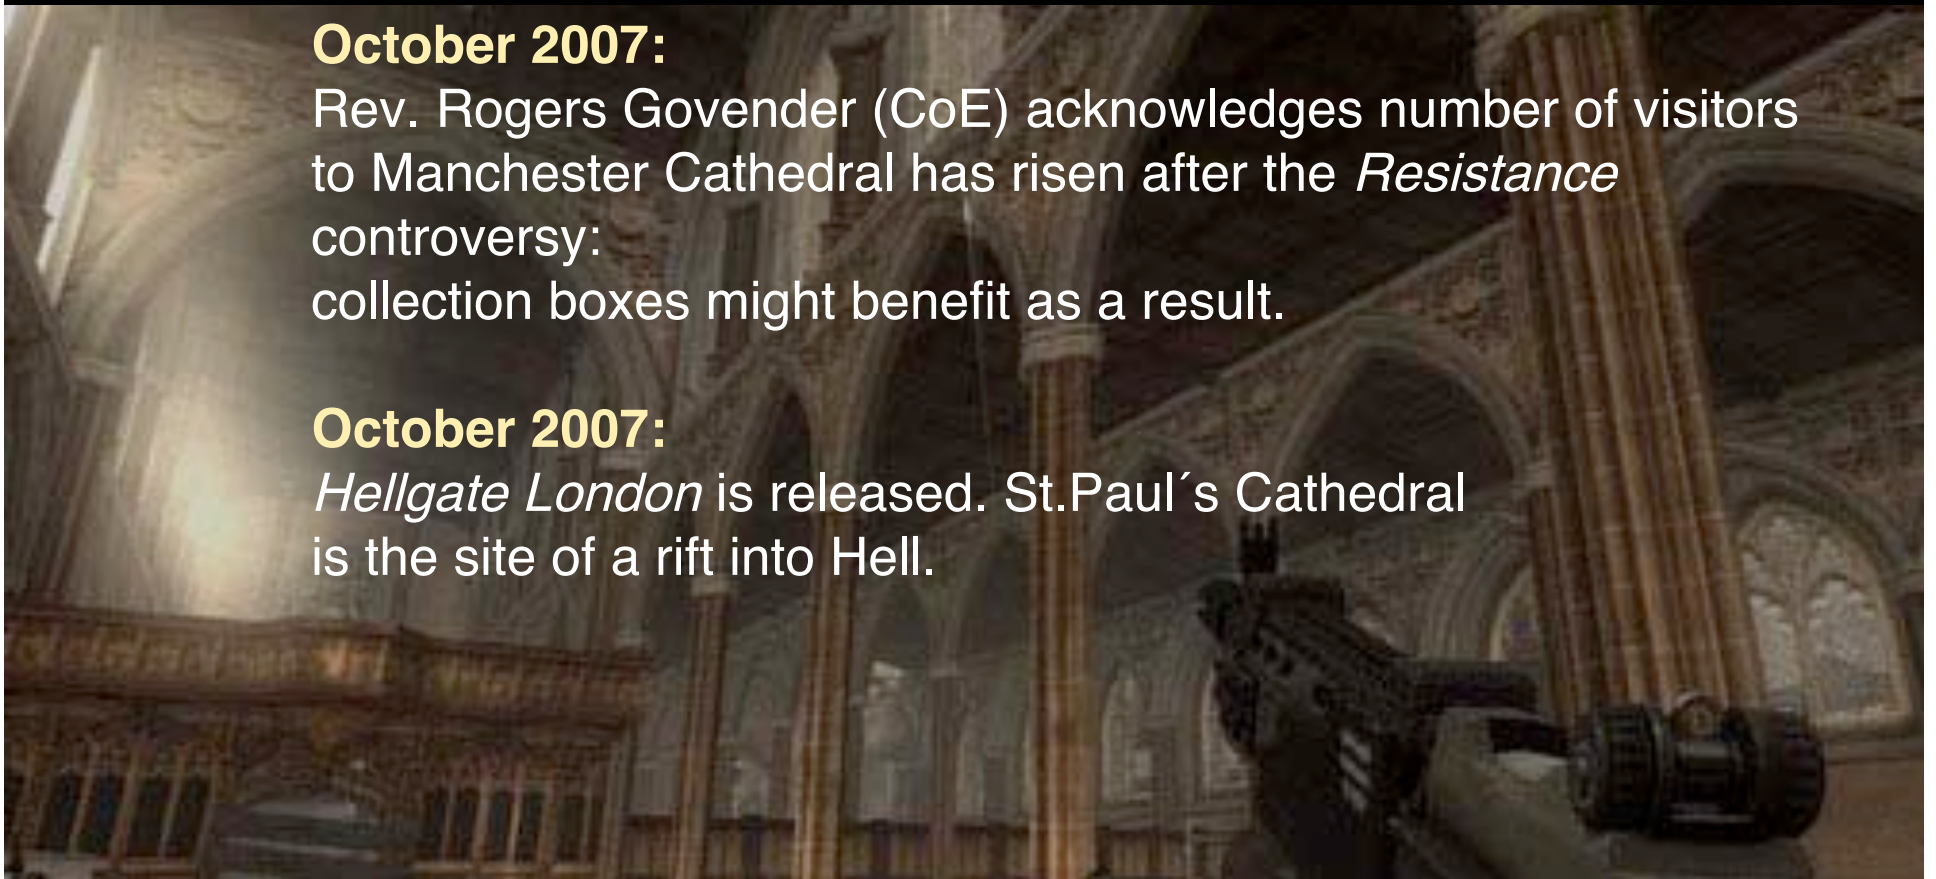 October 2007:
Rev. Rogers Govender (CoE) acknowledges number of visitors
to Manchester Cathedral has risen after the Resistance
controversy:
collection boxes might benefit as a result.
October 2007:
Hellgate London is released. St.Paul´s Cathedral
is the site of a rift into Hell.